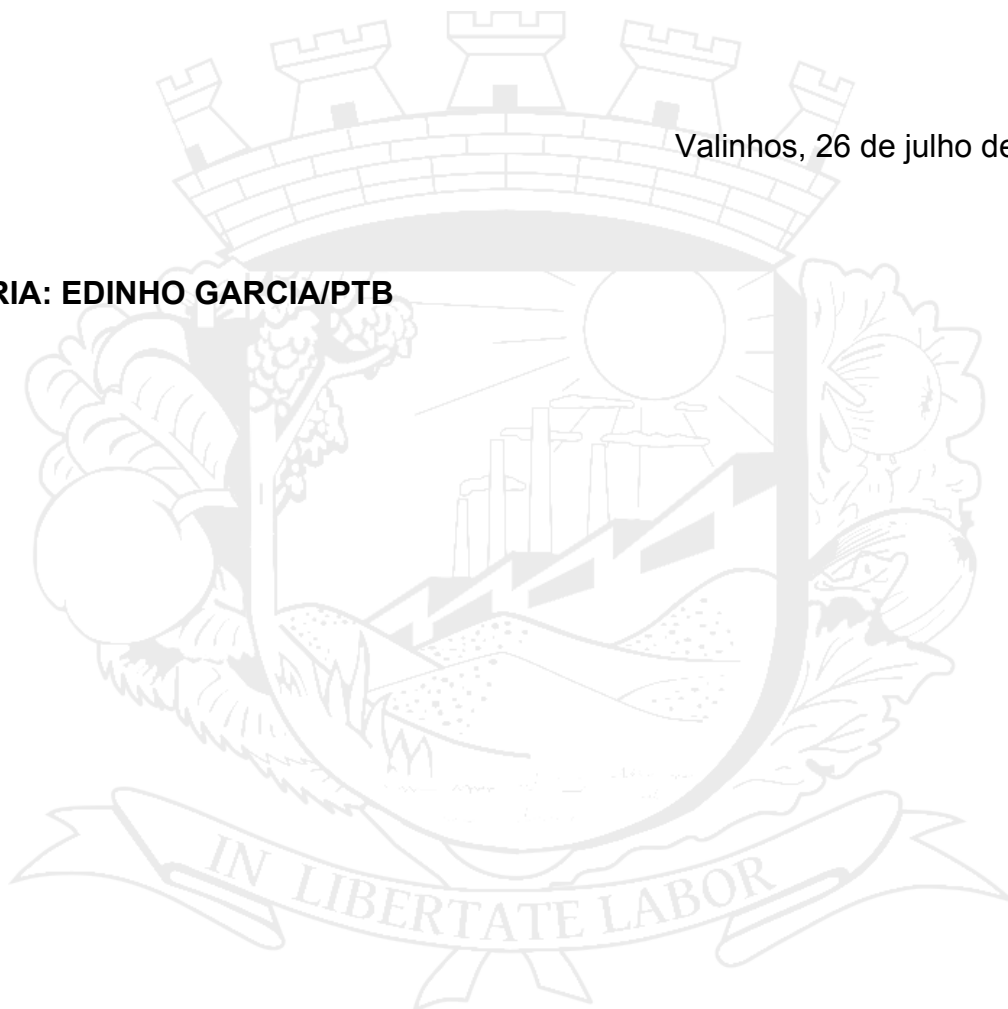 Valinhos, 26 de julho de
RIA: EDINHO GARCIA/PTB
IN LIBERTATE LABOR